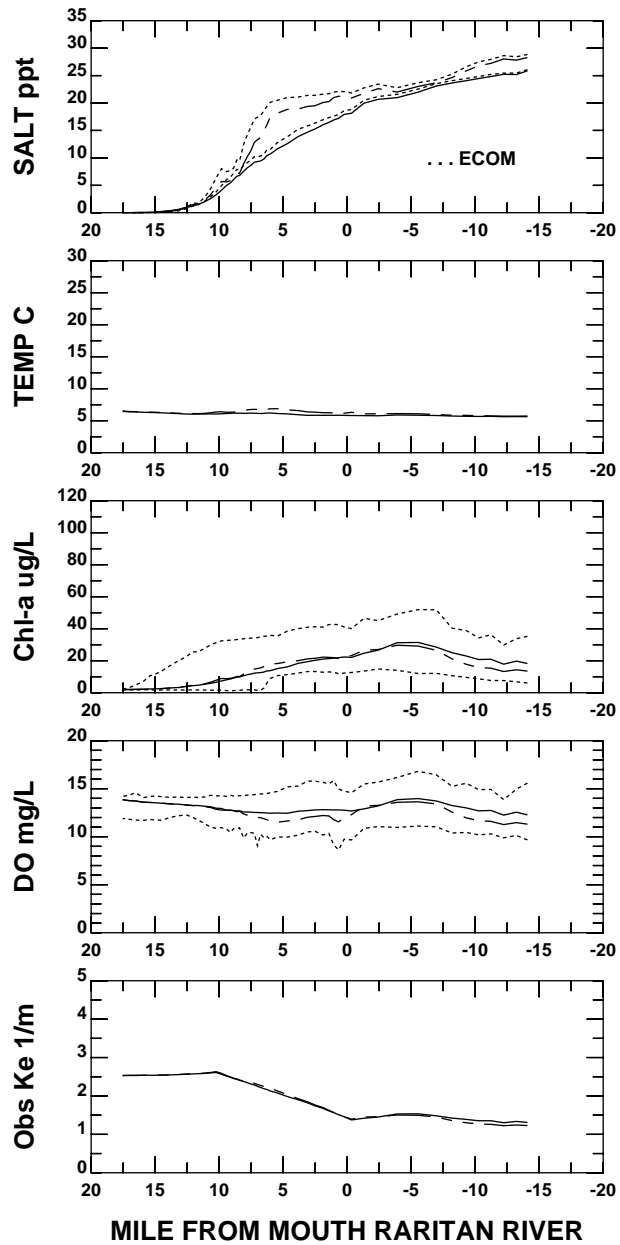 SALT ppt
35
30
25
20
15
10
5
0
. . . ECOM
20 15 10 5 0 -5 -10 -15 -20
TEMP C
30
25
20
15
10
5
0
20 15 10 5 0 -5 -10 -15 -20
Chl-a ug/L
120
100
80
60
40
20
0
20 15 10 5 0 -5 -10 -15 -20
DO mg/L
20
15
10
5
0
20 15 10 5 0 -5 -10 -15 -20
Obs Ke 1/m
5
4
3
2
1
0
20 15 10 5 0 -5 -10 -15 -20
MILE FROM MOUTH RARITAN RIVER